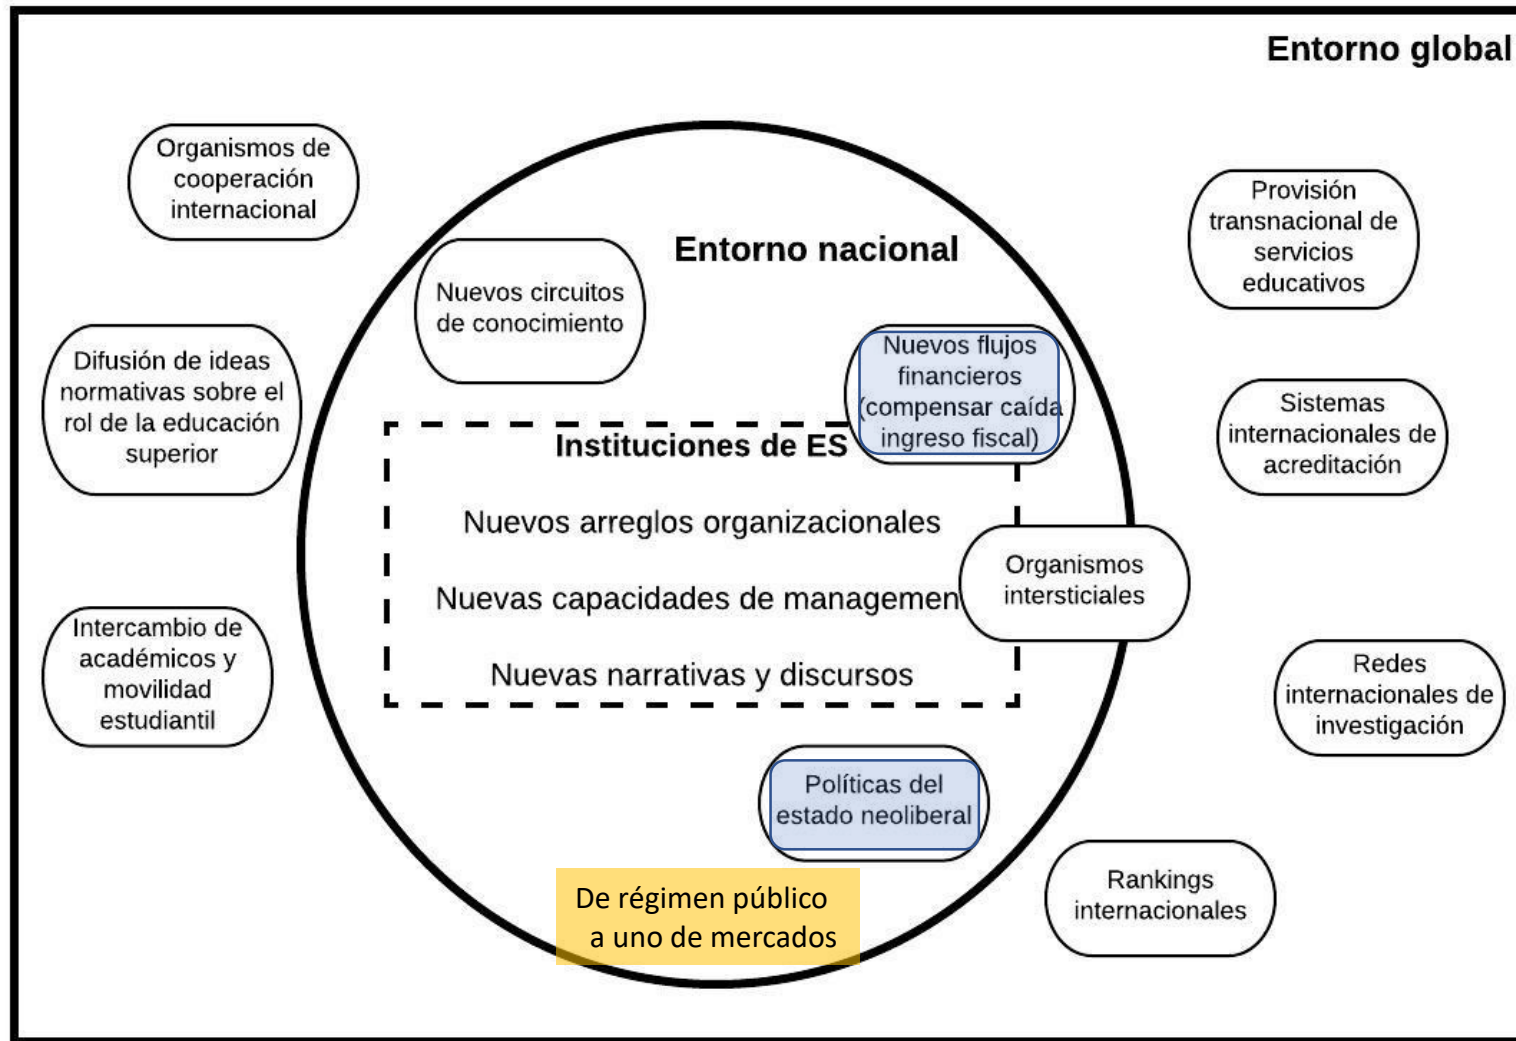 Entorno global
Organismos de
cooperación
internacional
Provisión
transnacional de
servicios
educativos
Entorno nacional
Nuevos circuitos
de conocimiento
Difusión de ideas
normativas sobre el
rol de la educación
superior
Nuevos flujos
financieros
(compensar caída
ingreso fiscal)
Sistemas
internacionales de
acreditación
Instituciones de ES
Nuevos arreglos organizacionales
Nuevas capacidades de managemen
Nuevas narrativas y discursos
Organismos
intersticiales
Intercambio de
académicos y
movilidad
estudiantil
Redes
internacionales de
investigación
Políticas del
estado neoliberal
Rankings
internacionales
De régimen público
a uno de mercados